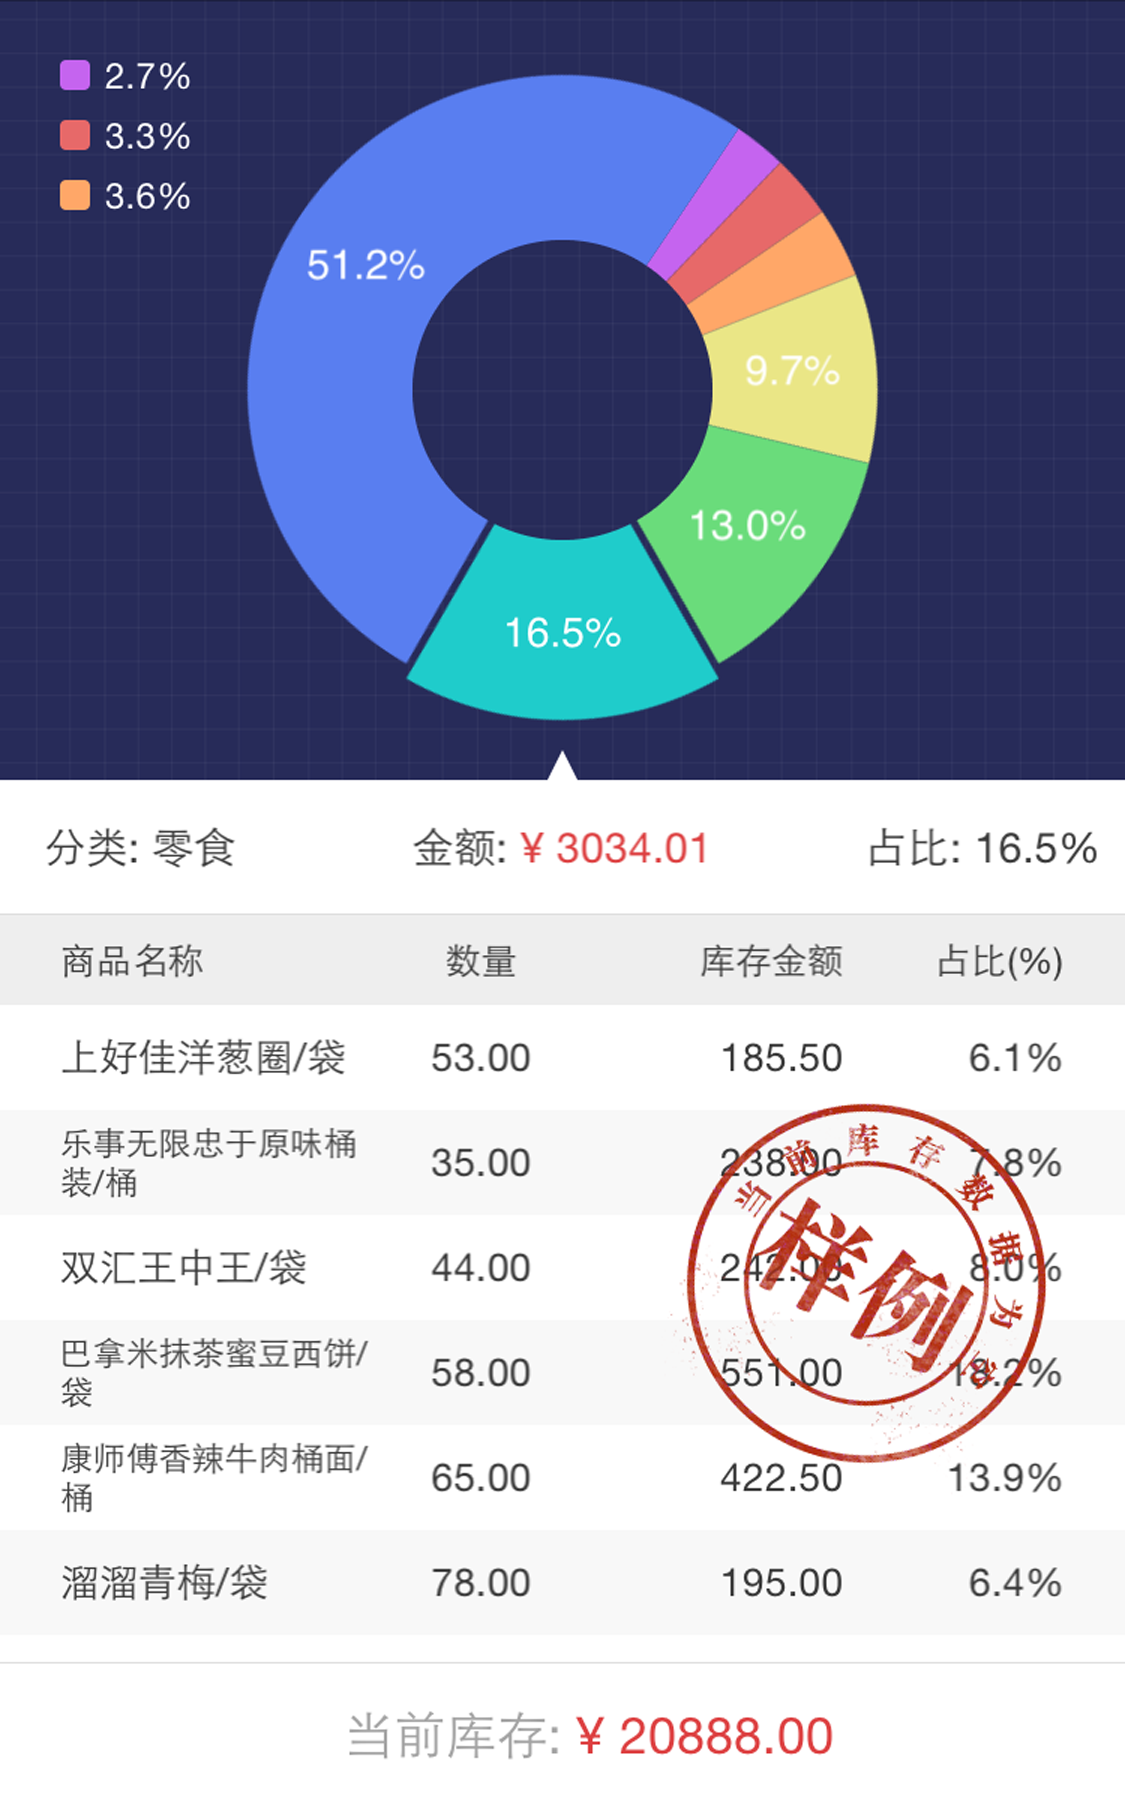 2.7%
3.3%
3.6%
51.2%
9.7%
13.0%
16.5%
分类: 零食 金额: ¥ 3034.01 占比: 16.5%
商品名称 数量 库存金额 占比(%)
上好佳洋葱圈/袋 53.00 185.50 6.1%
乐事无限忠于原味桶
装/桶 35.00 238.00 7.8%
双汇王中王/袋 44.00 242.00 8.0%
巴拿米抹茶蜜豆西饼/
袋 58.00 551.00 18.2%
康师傅香辣牛肉桶面/
桶 65.00 422.50 13.9%
溜溜青梅/袋 78.00 195.00 6.4%
当前库存数据为
样例
当前库存: ¥ 20888.00